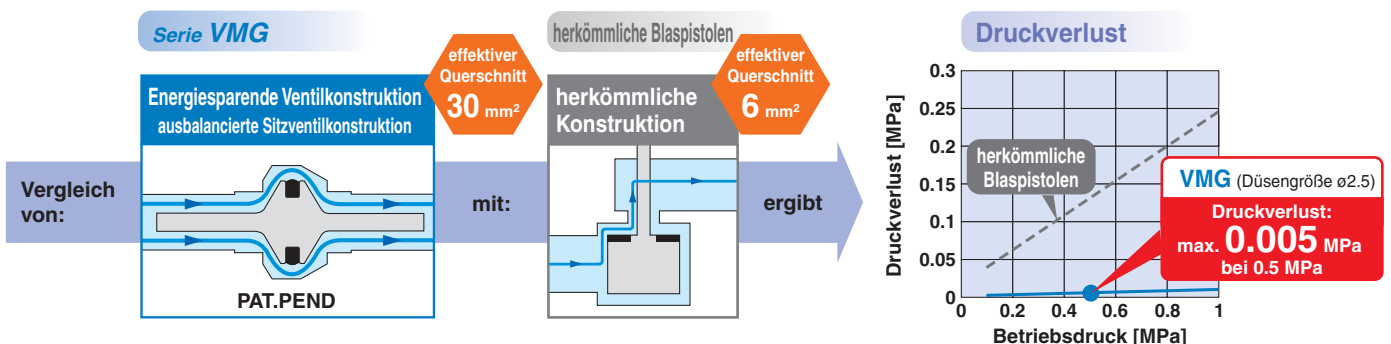 Serie VMG
herkömmliche Blaspistolen
Druckverlust
effektiver
Querschnitt
30 mm²
effektiver
Querschnitt
6 mm²
Energiesparende Ventilkonstruktion
ausbalancierte Sitzventilkonstruktion
herkömmliche
Konstruktion
Vergleich
von:
mit:
ergibt
PAT.PEND
Druckverlust [MPa]
0.3
0.25
0.2
0.15
0.1
0.05
0
herkömmliche
Blaspistolen
VMG (Düsengröße ø2.5)
Druckverlust:
max. 0.005 MPa
bei 0.5 MPa
0 0.2 0.4 0.6 0.8 1
Betriebsdruck [MPa]